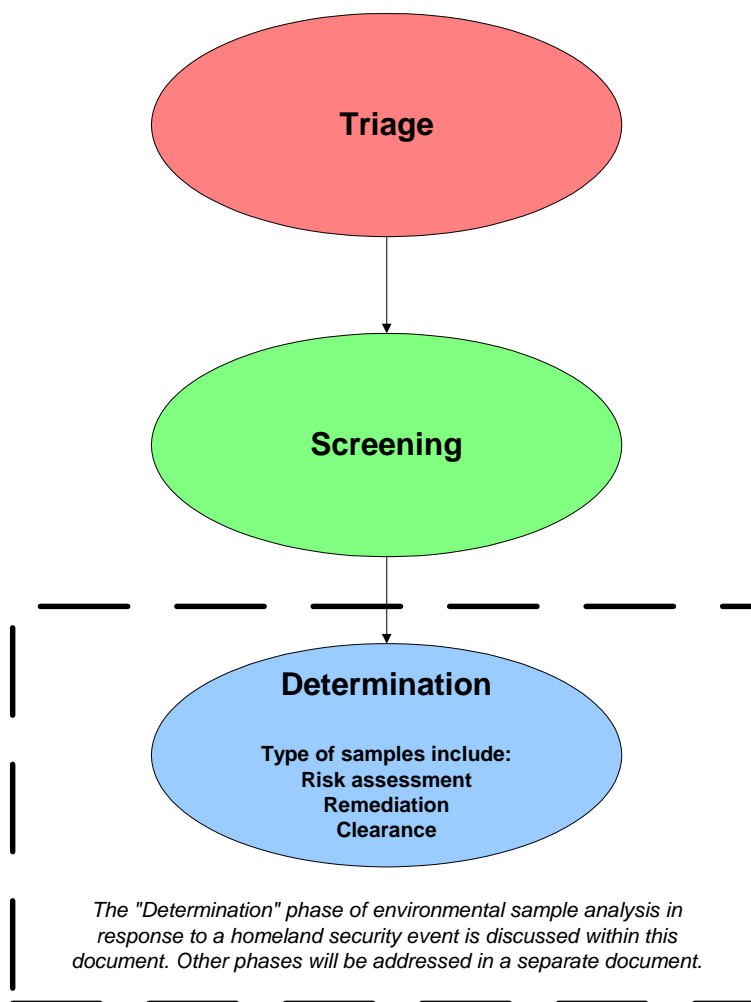 Triage
Screening
Determination
Type of samples include:
Risk assessment
Remediation
Clearance
The "Determination" phase of environmental sample analysis in
response to a homeland security event is discussed within this
document. Other phases will be addressed in a separate document.